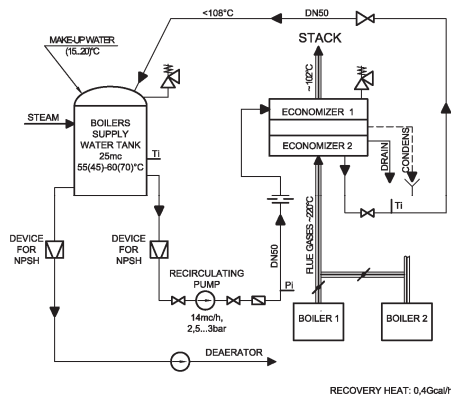 <108°C
DN50
MAKE-UP WATER
(15...20)°C
STACK
~102°C
STEAM
BOILERS
SUPPLY
WATER TANK
25mc
55(45)-60(70)°C
Ti
ECONOMIZER 1
ECONOMIZER 2
DRAIN
CONDENS
Ti
DEVICE
FOR
NPSH
DEVICE
FOR
NPSH
DN50
FLUE GASES ~220°C
RECIRCULATING
PUMP
Pi
14mc/h,
2,5...3bar
BOILER 1
BOILER 2
DEAERATOR
RECOVERY HEAT: 0,4Gcal/h